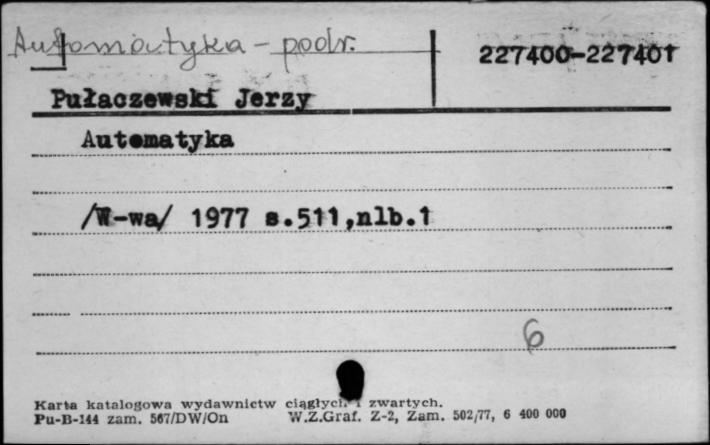 Automatyka - podr.
227400-227401
Pułaczewski Jerzy
Automatyka
/W-wa/ 1977 s.511,nlb.1
6
Karta katalogowa wydawnictw ciągłych i zwartych.
Pu-B-144 zam. 567/DW/On W.Z.Graf. Z-2, Zam. 502/77, 6 400 000